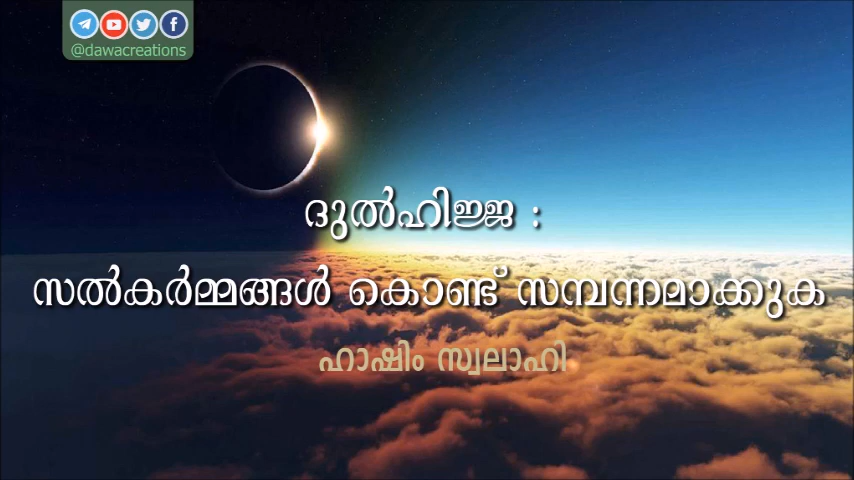 @dawacreations
ദുൽഹിജ്ജ :
സൽകർമ്മങ്ങൾ കൊണ്ട് സമ്പന്നമാക്കുക
ഹാഷിം സ്വലാഹി